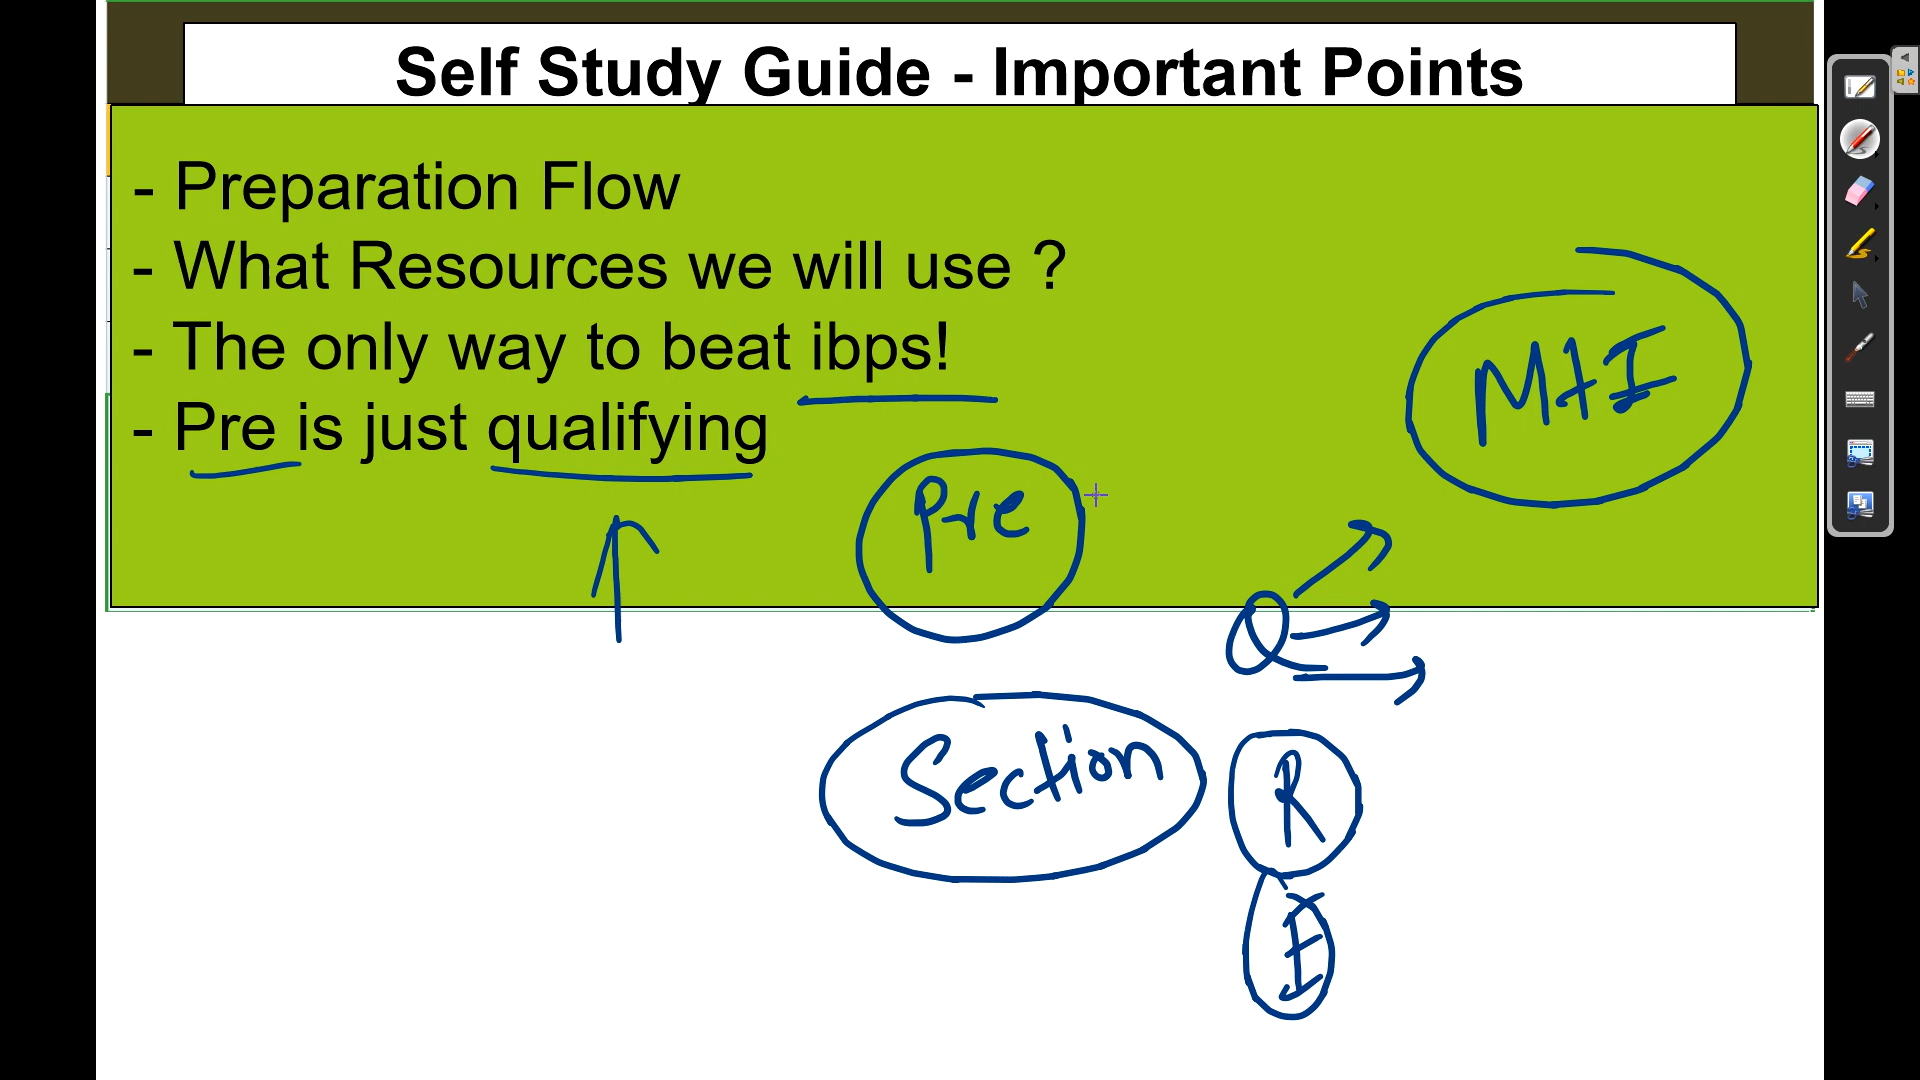 Self Study Guide - Important Points
- Preparation Flow
- What Resources we will use ?
- The only way to beat ibps!
- Pre is just qualifying
M+I
Pre
Q
Section
R
E